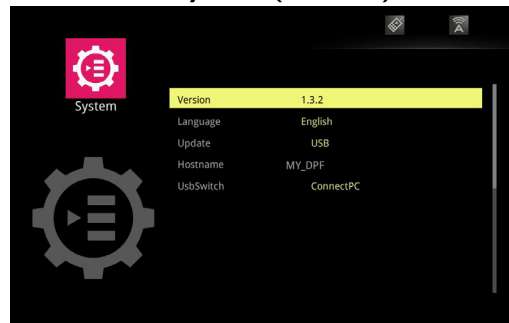 System
Version 1.3.2
Language English
Update USB
Hostname MY_DPF
UsbSwitch ConnectPC